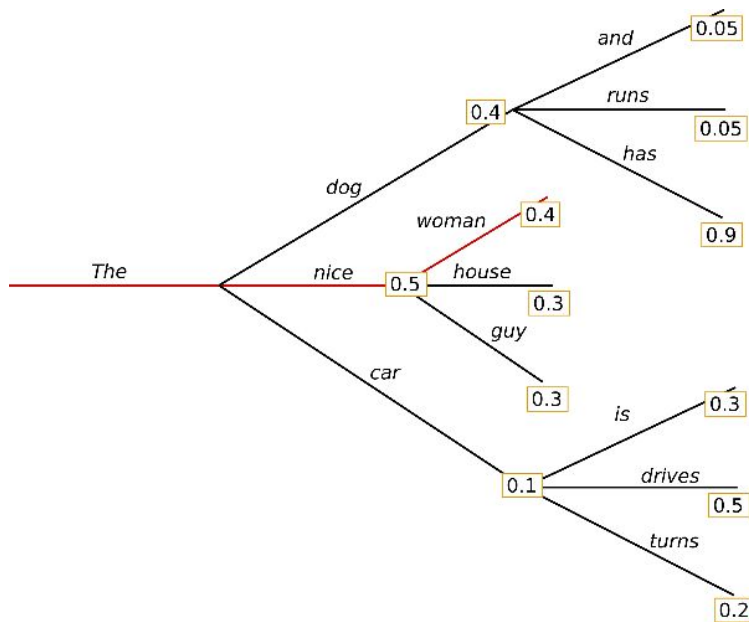 and
0.05
runs
0.4
0.05
has
dog
woman
0.4
0.9
The
nice
0.5
house
0.3
guy
car
0.3
is
0.3
drives
0.1
0.5
turns
0.2